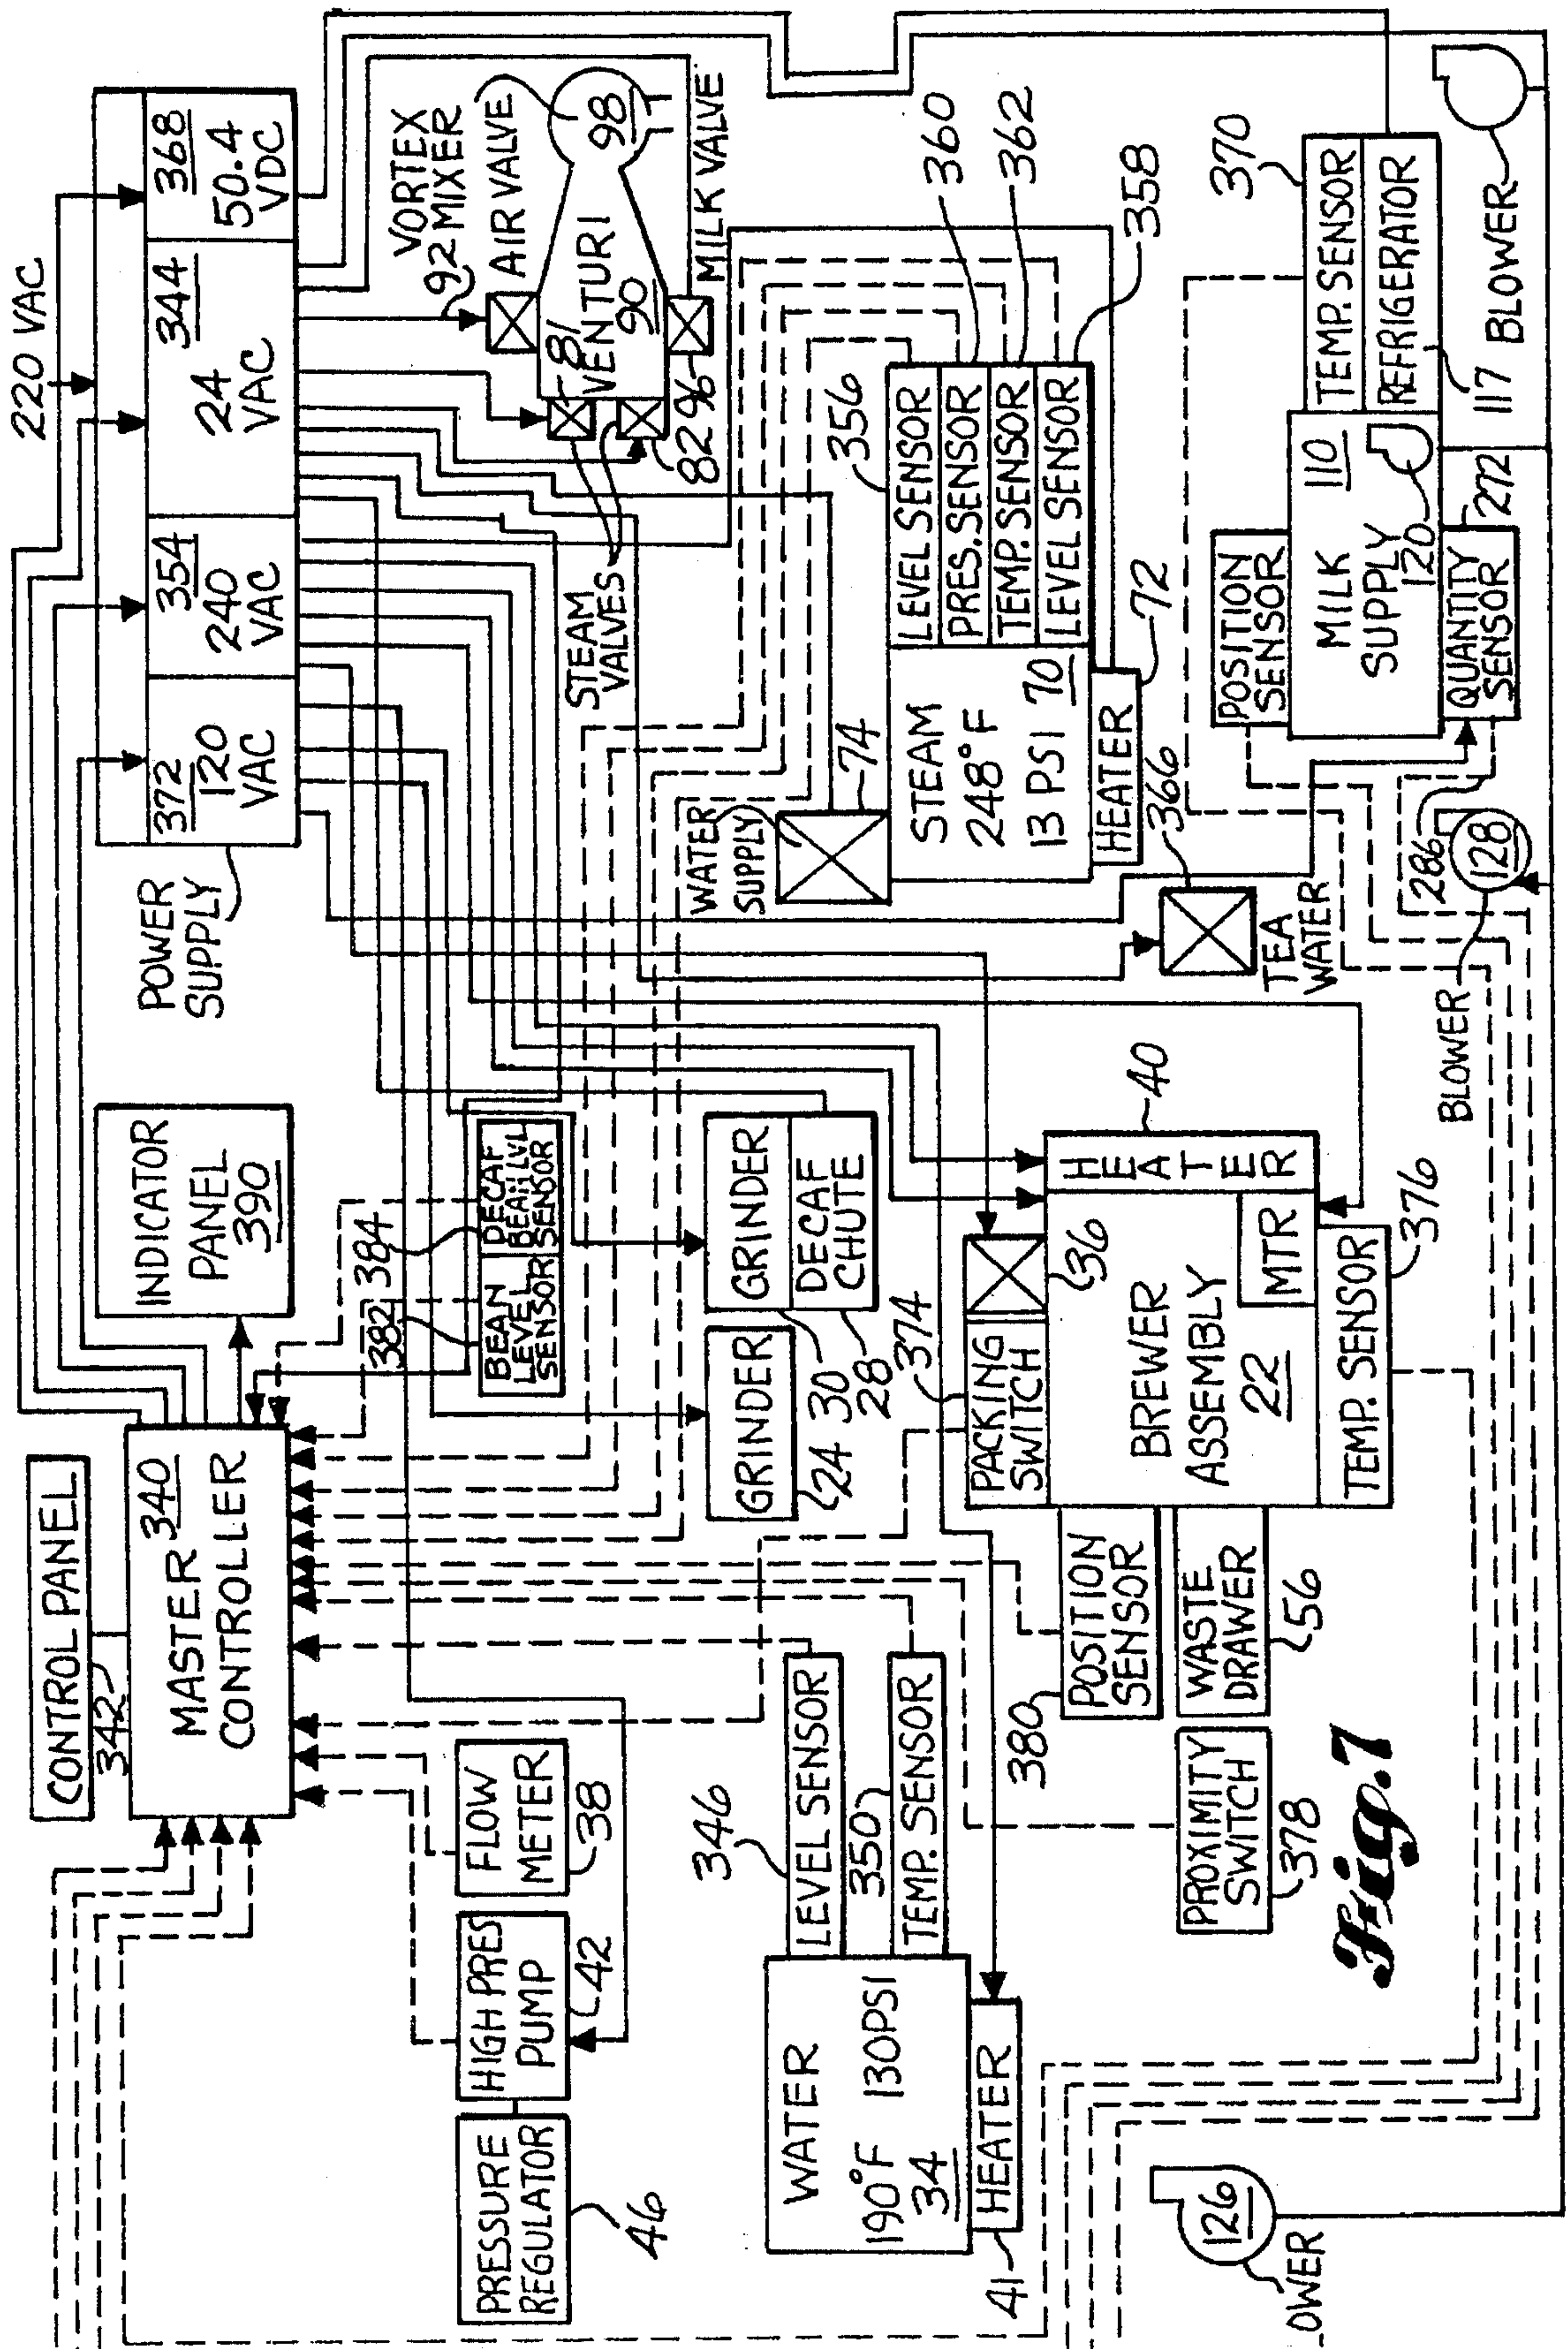 CONTROL PANEL
342
MASTER 340
CONTROLLER
INDICATOR
PANEL
390
220 VAC
POWER
SUPPLY
372
120
VAC
354
240
VAC
344
24
VAC
368
50.4
VDC
PRESSURE
REGULATOR
46
HIGH PRES
PUMP
42
FLOW
METER
38
382
384
BEAN
LEVEL
SENSOR
DECAF
BEAN LVL
SENSOR
VORTEX
92 MIXER
AIR VALVE
98
81
VENTURI
90
STEAM
VALVES
82
96
MILK VALVE
GRINDER
24
GRINDER
30
DECAF
CHUTE
28
WATER
SUPPLY
74
STEAM
248°F
13 PSI 70
HEATER
72
356
LEVEL SENSOR
PRES. SENSOR
TEMP. SENSOR
LEVEL SENSOR
360
362
358
WATER
190°F 130PSI
34
HEATER
41
346
LEVEL SENSOR
350
TEMP. SENSOR
374
PACKING
SWITCH
36
BREWER
ASSEMBLY
22
MTR
HEATER
40
TEMP. SENSOR
376
380
POSITION
SENSOR
WASTE
DRAWER
56
PROXIMITY
SWITCH
378
366
TEA
WATER
POSITION
SENSOR
MILK
SUPPLY
110
120
QUANTITY
SENSOR
272
286
370
TEMP. SENSOR
REFRIGERATOR
117
BLOWER
BLOWER
128
126
LOWER
Fig. 7